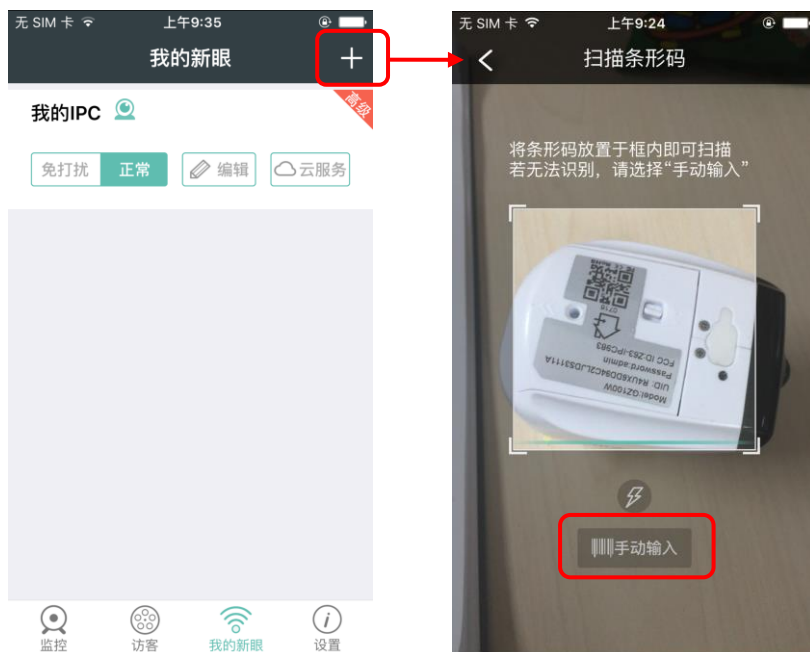 无 SIM 卡 上午9:35
我的新眼 +
我的IPC 高级
免打扰 正常 编辑 云服务
监控 访客 我的新眼 设置
无 SIM 卡 上午9:24
扫描条形码
将条形码放置于框内即可扫描
若无法识别，请选择“手动输入”
Model:GZ100W
UID: R4UX6DD94C2LJDS3111A
Password:admin
FCC ID:Z63-IPC9B3
手动输入